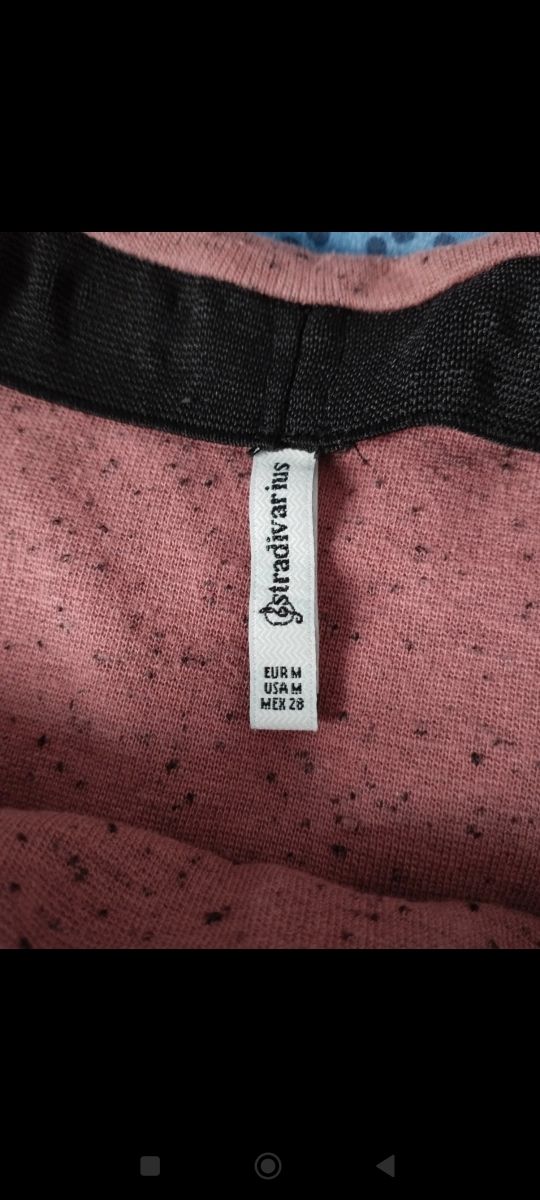 stradivarius
EUR M
USA M
MEX 28